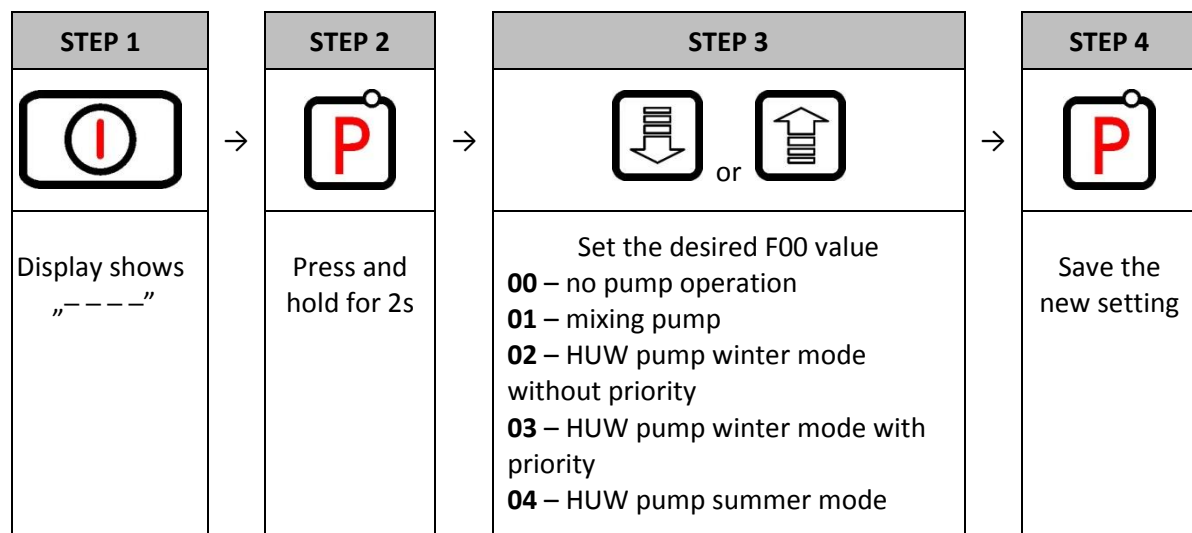 STEP 1
STEP 2
STEP 3
STEP 4
P
or
P
→
→
→
Display shows
„– – – –”
Press and
hold for 2s
Set the desired F00 value
00 – no pump operation
01 – mixing pump
02 – HUW pump winter mode
without priority
03 – HUW pump winter mode with
priority
04 – HUW pump summer mode
Save the
new setting